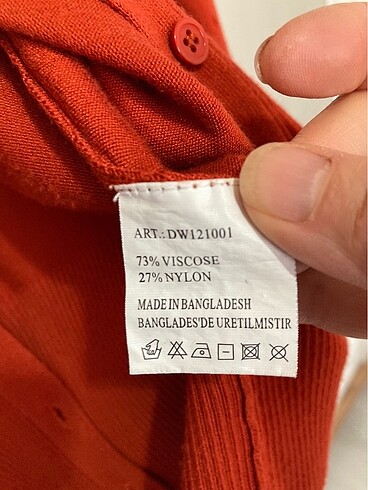 ART.:DW121001
73% VISCOSE
27% NYLON
MADE IN BANGLADESH
BANGLADES'DE URETILMISTIR